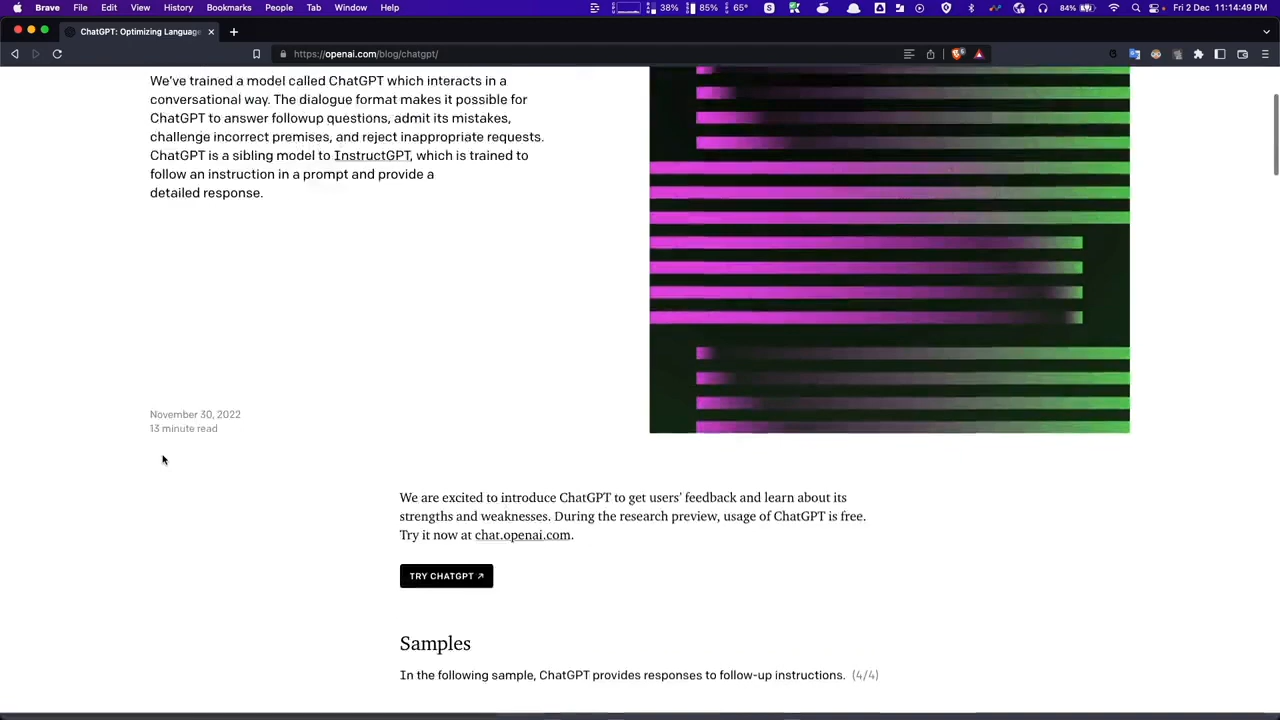 Brave File Edit View History Bookmarks People Tab Window Help 38% 85% 65° 84% Fri 2 Dec 11:14:49 PM
ChatGPT: Optimizing Language
https://openai.com/blog/chatgpt/
We've trained a model called ChatGPT which interacts in a
conversational way. The dialogue format makes it possible for
ChatGPT to answer followup questions, admit its mistakes,
challenge incorrect premises, and reject inappropriate requests.
ChatGPT is a sibling model to InstructGPT, which is trained to
follow an instruction in a prompt and provide a
detailed response.
November 30, 2022
13 minute read
We are excited to introduce ChatGPT to get users' feedback and learn about its
strengths and weaknesses. During the research preview, usage of ChatGPT is free.
Try it now at chat.openai.com.
TRY CHATGPT ↗
Samples
In the following sample, ChatGPT provides responses to follow-up instructions. (4/4)